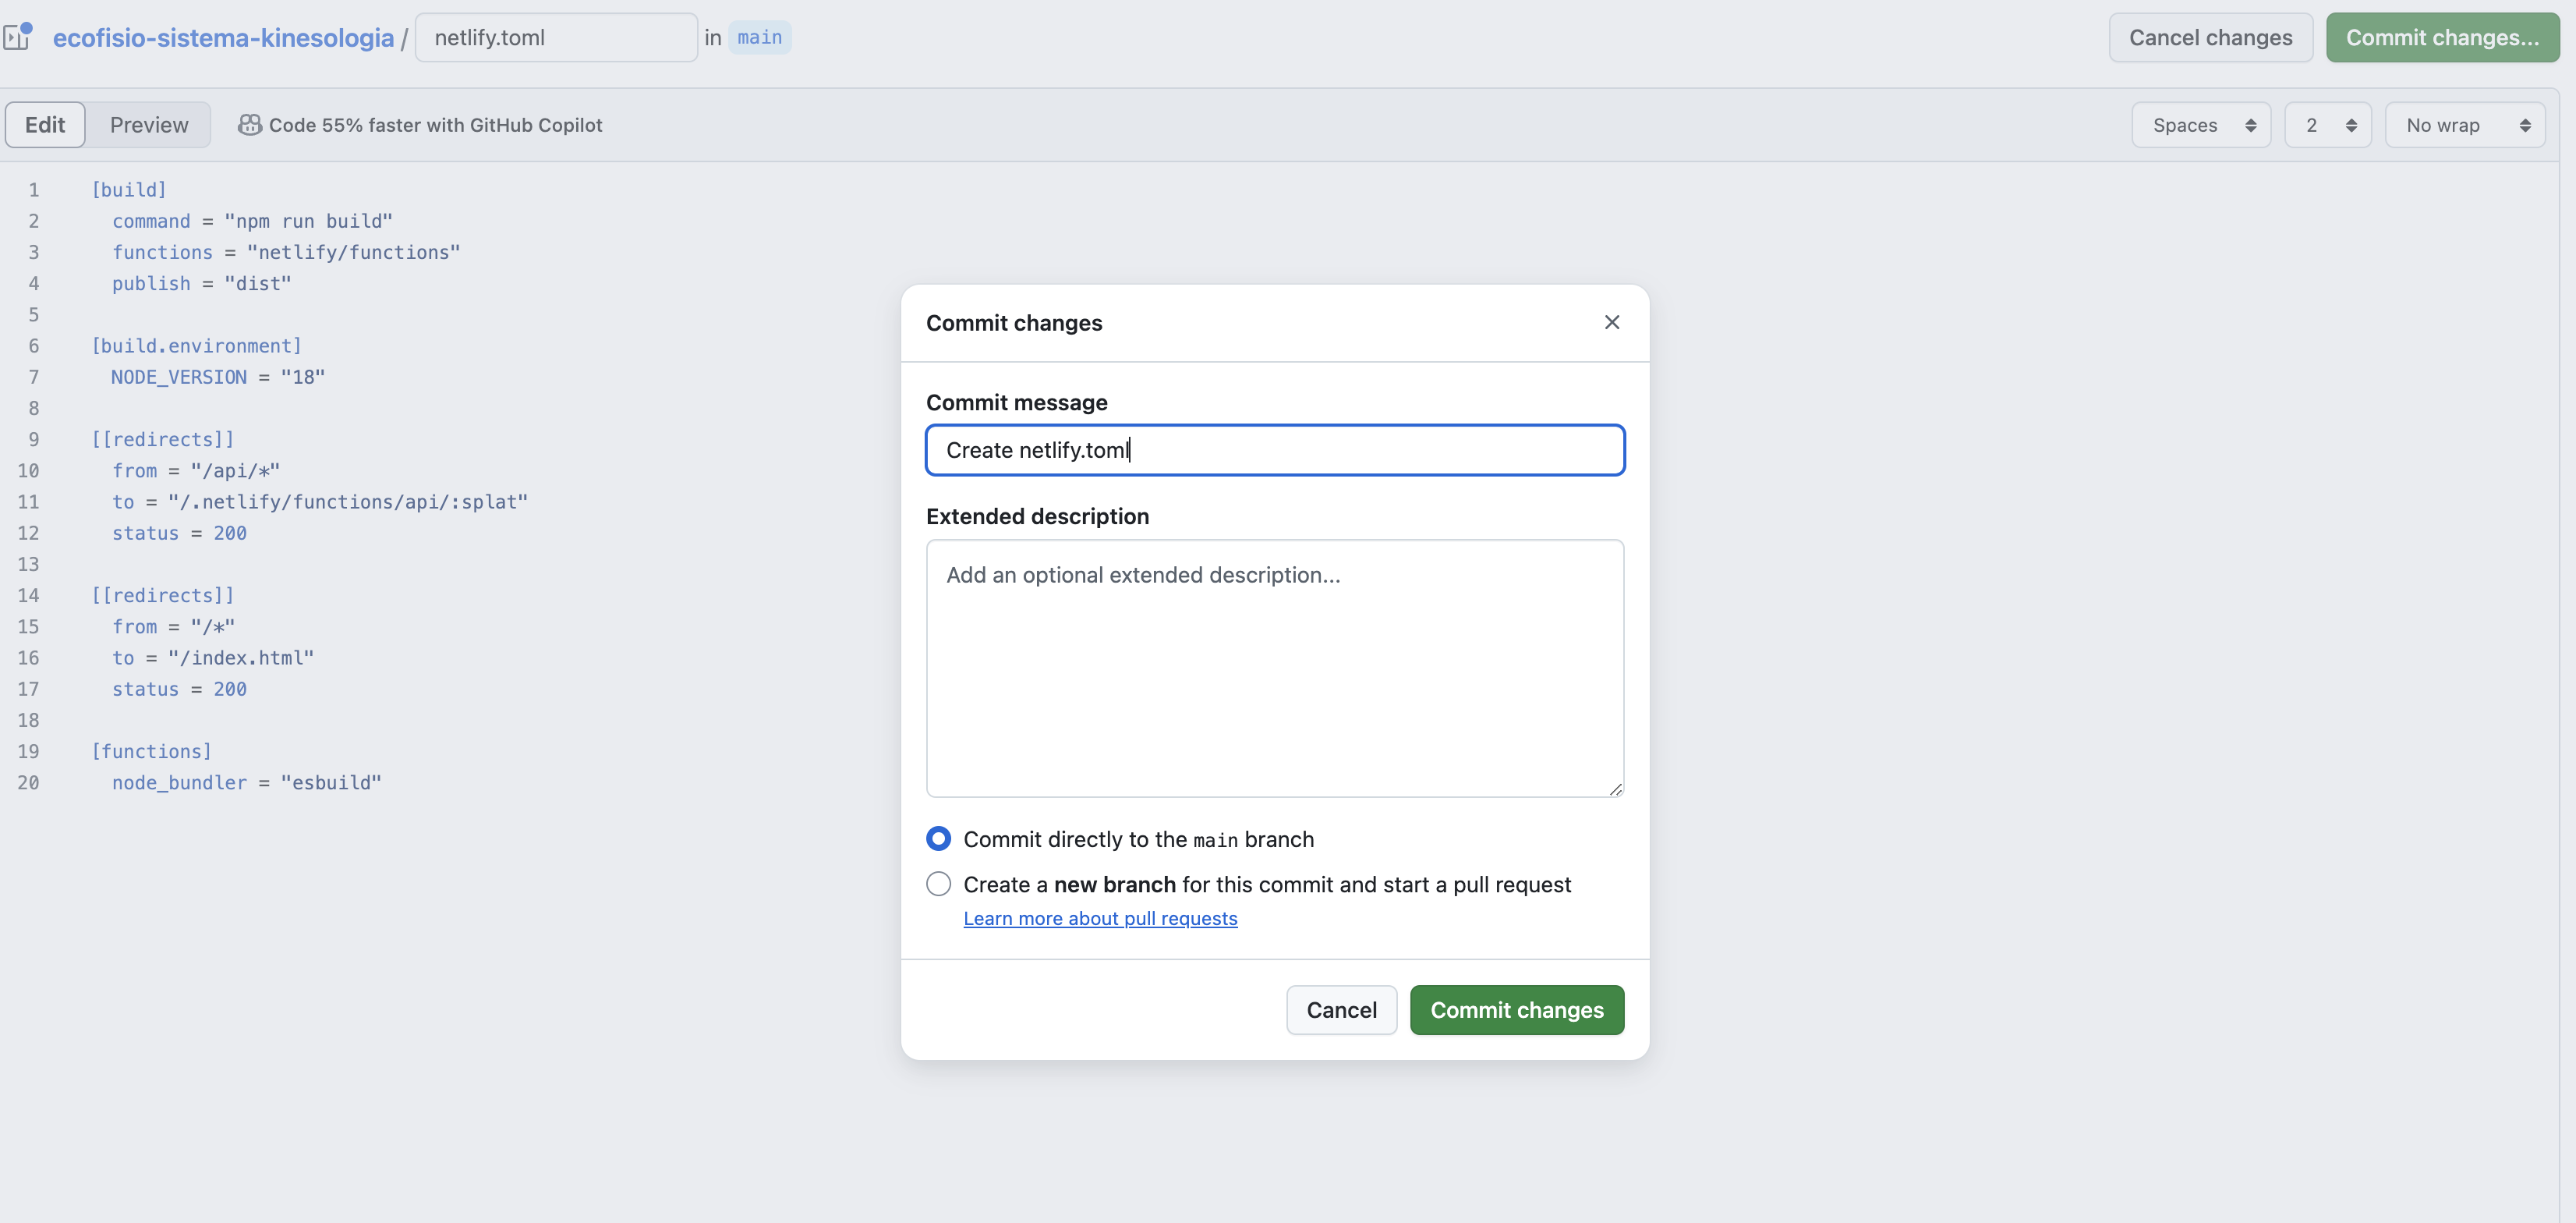 ecofisio-sistema-kinesologia / netlify.toml in main Cancel changes Commit changes...
Edit Preview Code 55% faster with GitHub Copilot Spaces 2 No wrap
1 [build]
2 command = "npm run build"
3 functions = "netlify/functions"
4 publish = "dist"
5
6 [build.environment]
7 NODE_VERSION = "18"
8
9 [[redirects]]
10 from = "/api/*"
11 to = "/.netlify/functions/api/:splat"
12 status = 200
13
14 [[redirects]]
15 from = "/*"
16 to = "/index.html"
17 status = 200
18
19 [functions]
20 node_bundler = "esbuild"
Commit changes
Commit message
Create netlify.toml
Extended description
Add an optional extended description...
Commit directly to the main branch
Create a new branch for this commit and start a pull request
Learn more about pull requests
Cancel Commit changes